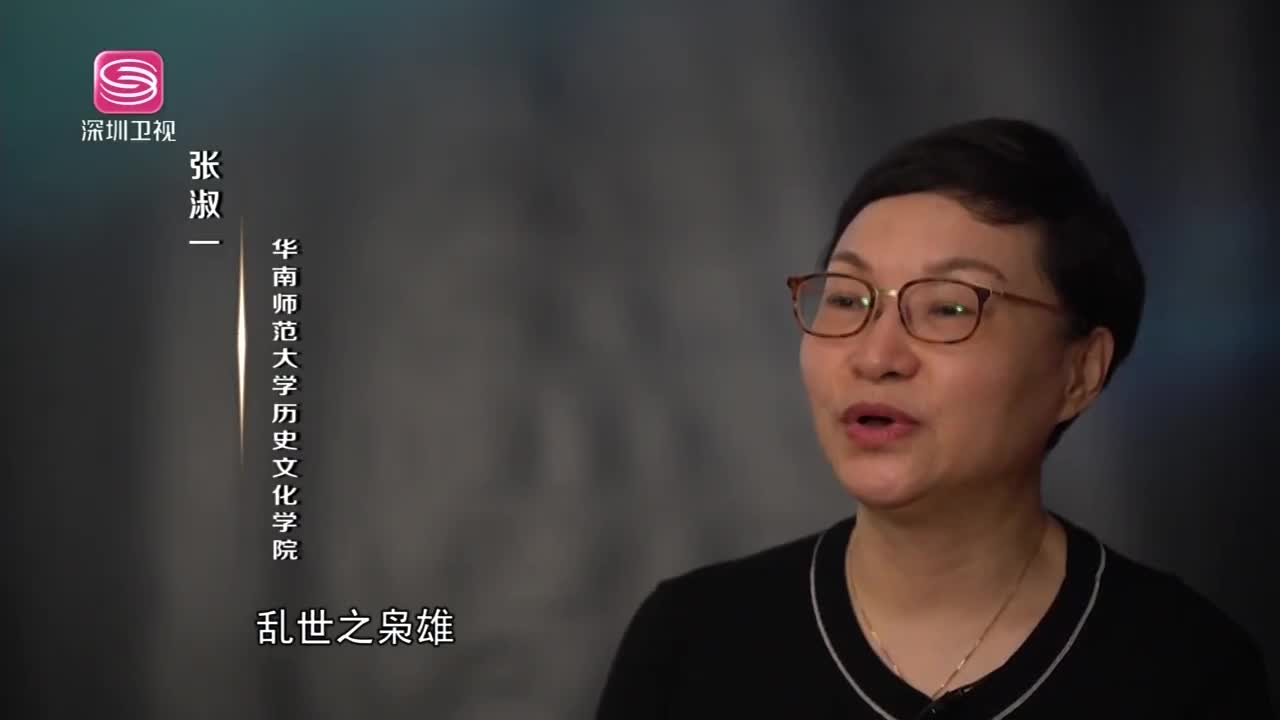 深圳卫视
张淑一
华南师范大学历史文化学院
乱世之枭雄